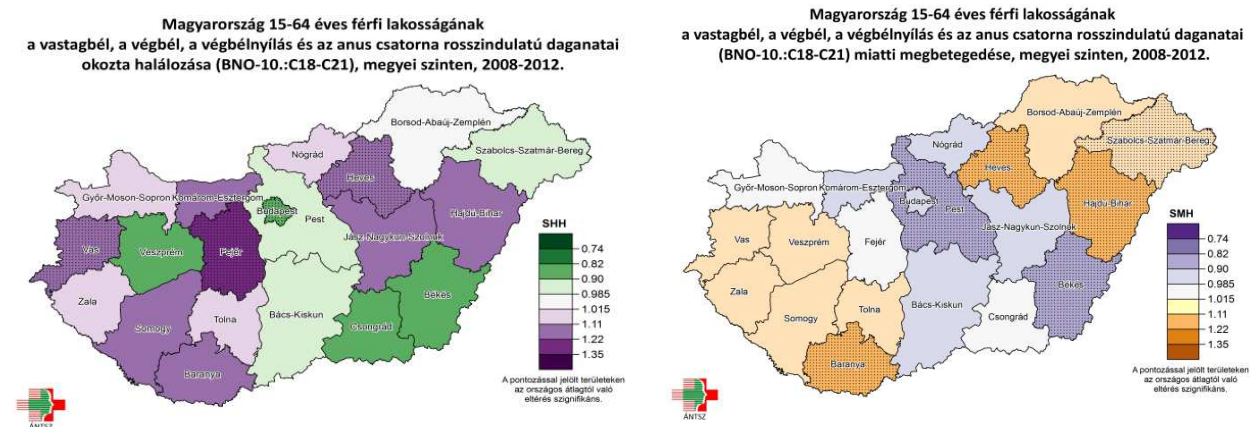 Magyarország 15-64 éves férfi lakosságának
a vastagbél, a végbél, a végbélnyílás és az anus csatorna rosszindulatú daganatai
okozta halálozása (BNO-10.:C18-C21), megyei szinten, 2008-2012.
Borsod-Abaúj-Zemplén
Szabolcs-Szatmár-Bereg
Nógrád
Heves
Győr-Moson-Sopron
Komárom-Esztergom
Budapest
Pest
Hajdú-Bihar
Jász-Nagykun-Szolnok
Vas
Veszprém
Fejér
Zala
Somogy
Tolna
Bács-Kiskun
Békés
Csongrád
Baranya
SHH
0.74
0.82
0.90
0.985
1.015
1.11
1.22
1.35
A pontozással jelölt területeken
az országos átlagtól való
eltérés szignifikáns.
ÁNTSZ
Magyarország 15-64 éves férfi lakosságának
a vastagbél, a végbél, a végbélnyílás és az anus csatorna rosszindulatú daganatai
(BNO-10.:C18-C21) miatti megbetegedése, megyei szinten, 2008-2012.
Borsod-Abaúj-Zemplén
Szabolcs-Szatmár-Bereg
Nógrád
Heves
Győr-Moson-Sopron
Komárom-Esztergom
Budapest
Pest
Hajdú-Bihar
Jász-Nagykun-Szolnok
Vas
Veszprém
Fejér
Zala
Somogy
Tolna
Bács-Kiskun
Békés
Csongrád
Baranya
SMH
0.74
0.82
0.90
0.985
1.015
1.11
1.22
1.35
A pontozással jelölt területeken
az országos átlagtól való
eltérés szignifikáns.
ÁNTSZ